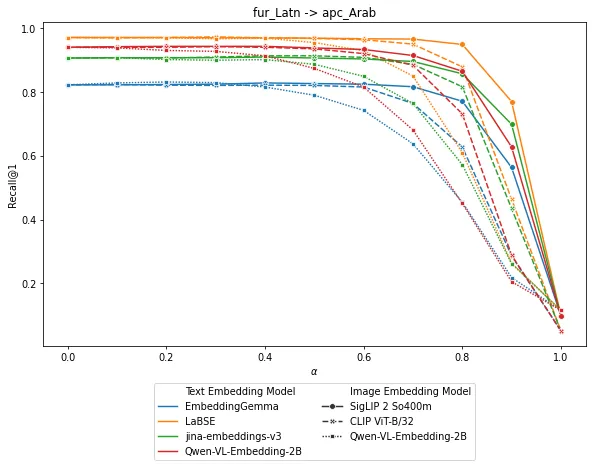 fur_Latn -> apc_Arab
Recall@1
1.0
0.8
0.6
0.4
0.2
0.0 0.2 0.4 0.6 0.8 1.0
α
Text Embedding Model
EmbeddingGemma
LaBSE
jina-embeddings-v3
Qwen-VL-Embedding-2B
Image Embedding Model
SigLIP 2 So400m
CLIP ViT-B/32
Qwen-VL-Embedding-2B